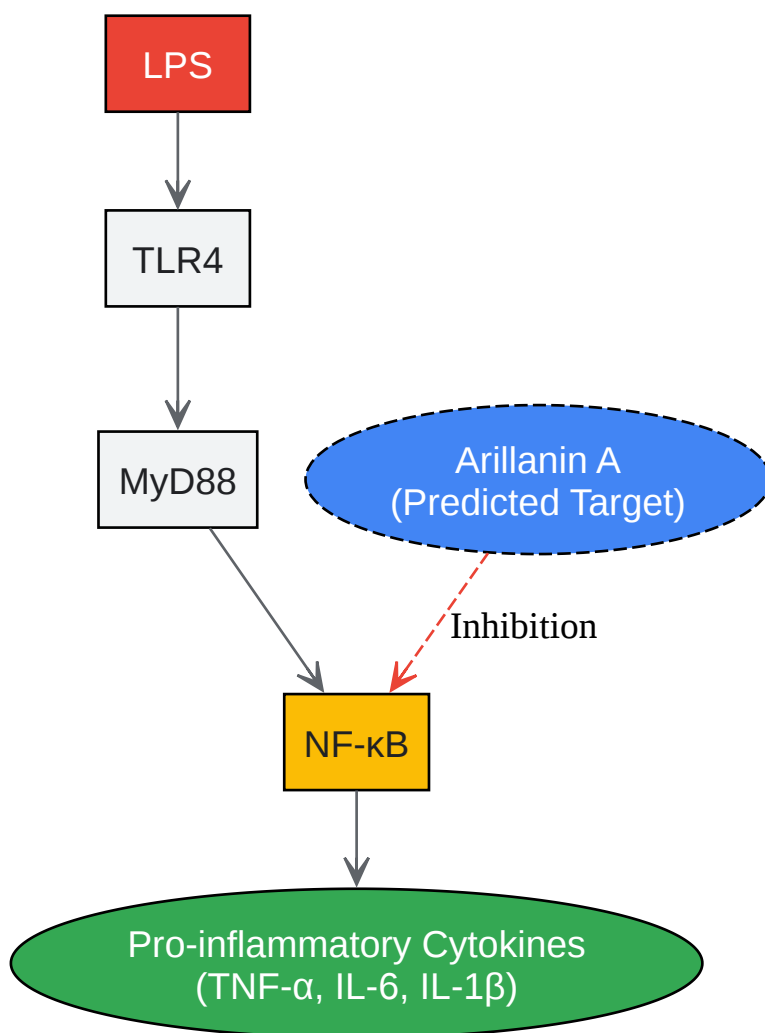 LPS
TLR4
MyD88
Arillanin A
(Predicted Target)
Inhibition
NF-κB
Pro-inflammatory Cytokines
(TNF-α, IL-6, IL-1β)